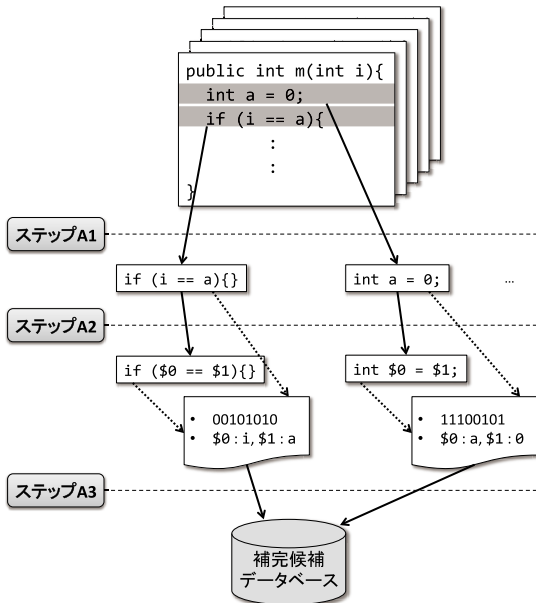 public int m(int i){
int a = 0;
if (i == a){
:
:
}
ステップA1
if (i == a){}
int a = 0;
...
ステップA2
if ($0 == $1){}
int $0 = $1;
• 00101010
• $0:i,$1:a
• 11100101
• $0:a,$1:0
ステップA3
補完候補
データベース